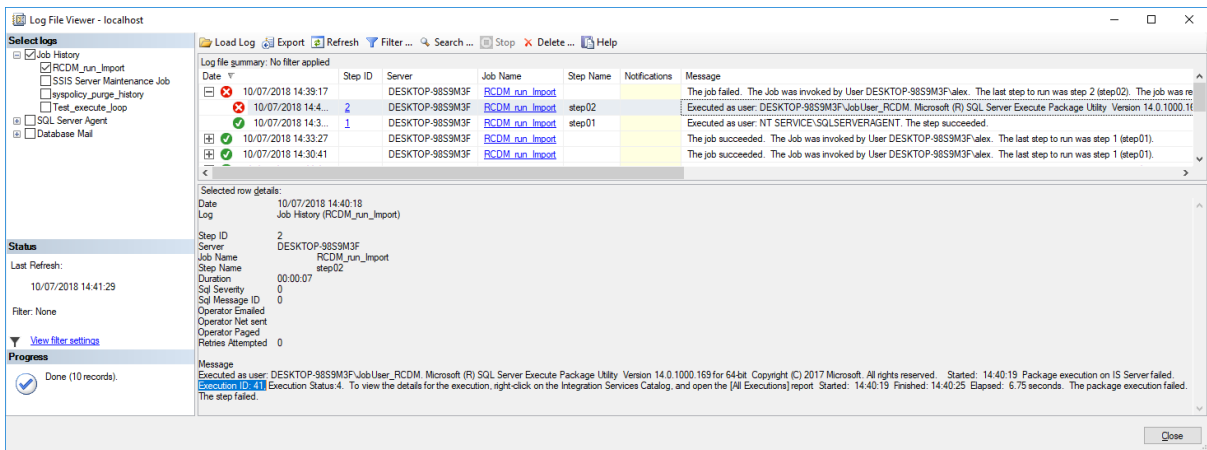 Log File Viewer - localhost
Select logs
Job History
RCDM_run_Import
SSIS Server Maintenance Job
syspolicy_purge_history
Test_execute_loop
SQL Server Agent
Database Mail
Status
Last Refresh:
10/07/2018 14:41:29
Filter: None
View filter settings
Progress
Done (10 records).
Load Log Export Refresh Filter ... Search ... Stop Delete ... Help
Log file summary: No filter applied
Date Step ID Server Job Name Step Name Notifications Message
10/07/2018 14:39:17 DESKTOP-98S9M3F RCDM_run_Import The job failed. The Job was invoked by User DESKTOP-98S9M3F\alex. The last step to run was step 2 (step02). The job was re
10/07/2018 14:4... 2 DESKTOP-98S9M3F RCDM_run_Import step02 Executed as user: DESKTOP-98S9M3F\JobUser_RCDM. Microsoft (R) SQL Server Execute Package Utility Version 14.0.1000.16
10/07/2018 14:3... 1 DESKTOP-98S9M3F RCDM_run_Import step01 Executed as user: NT SERVICE\SQLSERVERAGENT. The step succeeded.
10/07/2018 14:33:27 DESKTOP-98S9M3F RCDM_run_Import The job succeeded. The Job was invoked by User DESKTOP-98S9M3F\alex. The last step to run was step 1 (step01).
10/07/2018 14:30:41 DESKTOP-98S9M3F RCDM_run_Import The job succeeded. The Job was invoked by User DESKTOP-98S9M3F\alex. The last step to run was step 1 (step01).
Selected row details:
Date 10/07/2018 14:40:18
Log Job History (RCDM_run_Import)
Step ID 2
Server DESKTOP-98S9M3F
Job Name RCDM_run_Import
Step Name step02
Duration 00:00:07
Sql Severity 0
Sql Message ID 0
Operator Emailed
Operator Net sent
Operator Paged
Retries Attempted 0
Message
Executed as user: DESKTOP-98S9M3F\JobUser_RCDM. Microsoft (R) SQL Server Execute Package Utility Version 14.0.1000.169 for 64-bit Copyright (C) 2017 Microsoft. All rights reserved. Started: 14:40:19 Package execution on IS Server failed.
Execution ID: 41, Execution Status:4. To view the details for the execution, right-click on the Integration Services Catalog, and open the [All Executions] report Started: 14:40:19 Finished: 14:40:25 Elapsed: 6.75 seconds. The package execution failed.
The step failed.
Close